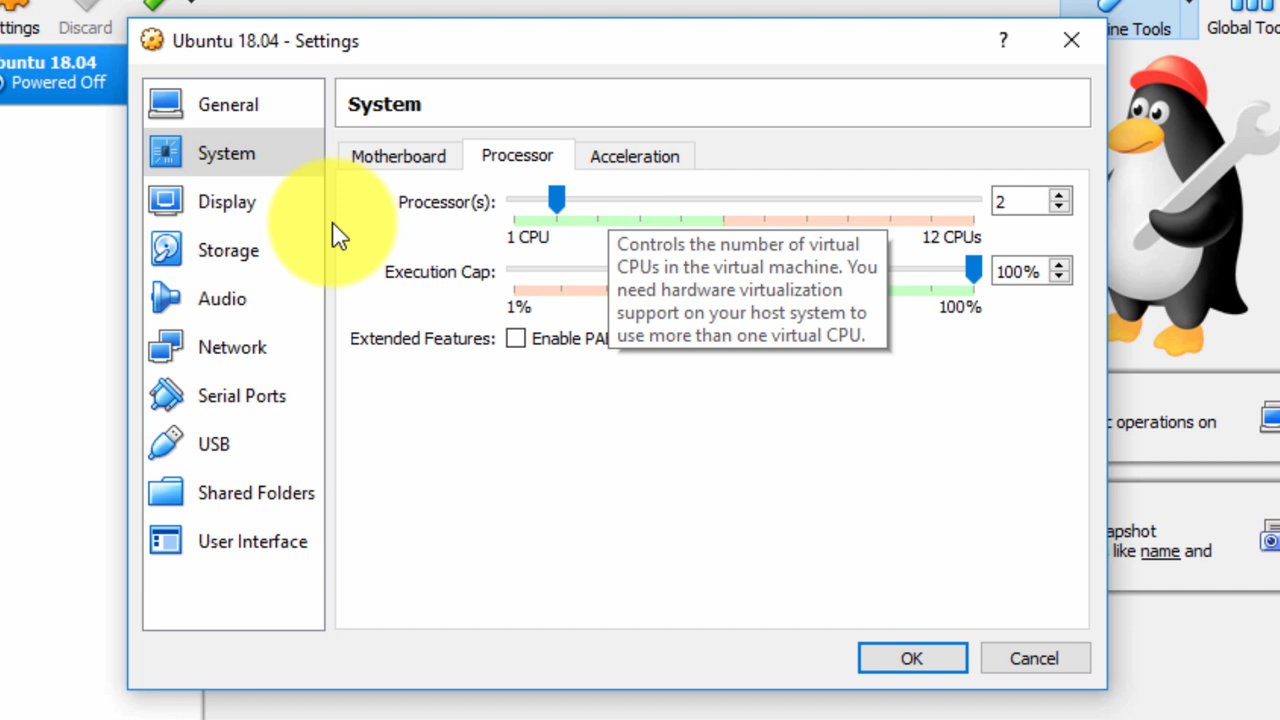 ttings Discard
ine Tools
Global Too
buntu 18.04
Powered Off
Ubuntu 18.04 - Settings
?
General
System
Display
Storage
Audio
Network
Serial Ports
USB
Shared Folders
User Interface
System
Motherboard Processor Acceleration
Processor(s): 2
1 CPU 12 CPUs
Controls the number of virtual
CPUs in the virtual machine. You
need hardware virtualization
support on your host system to
use more than one virtual CPU.
Execution Cap: 100%
1% 100%
Extended Features: Enable PA
OK Cancel
c operations on
apshot
like name and